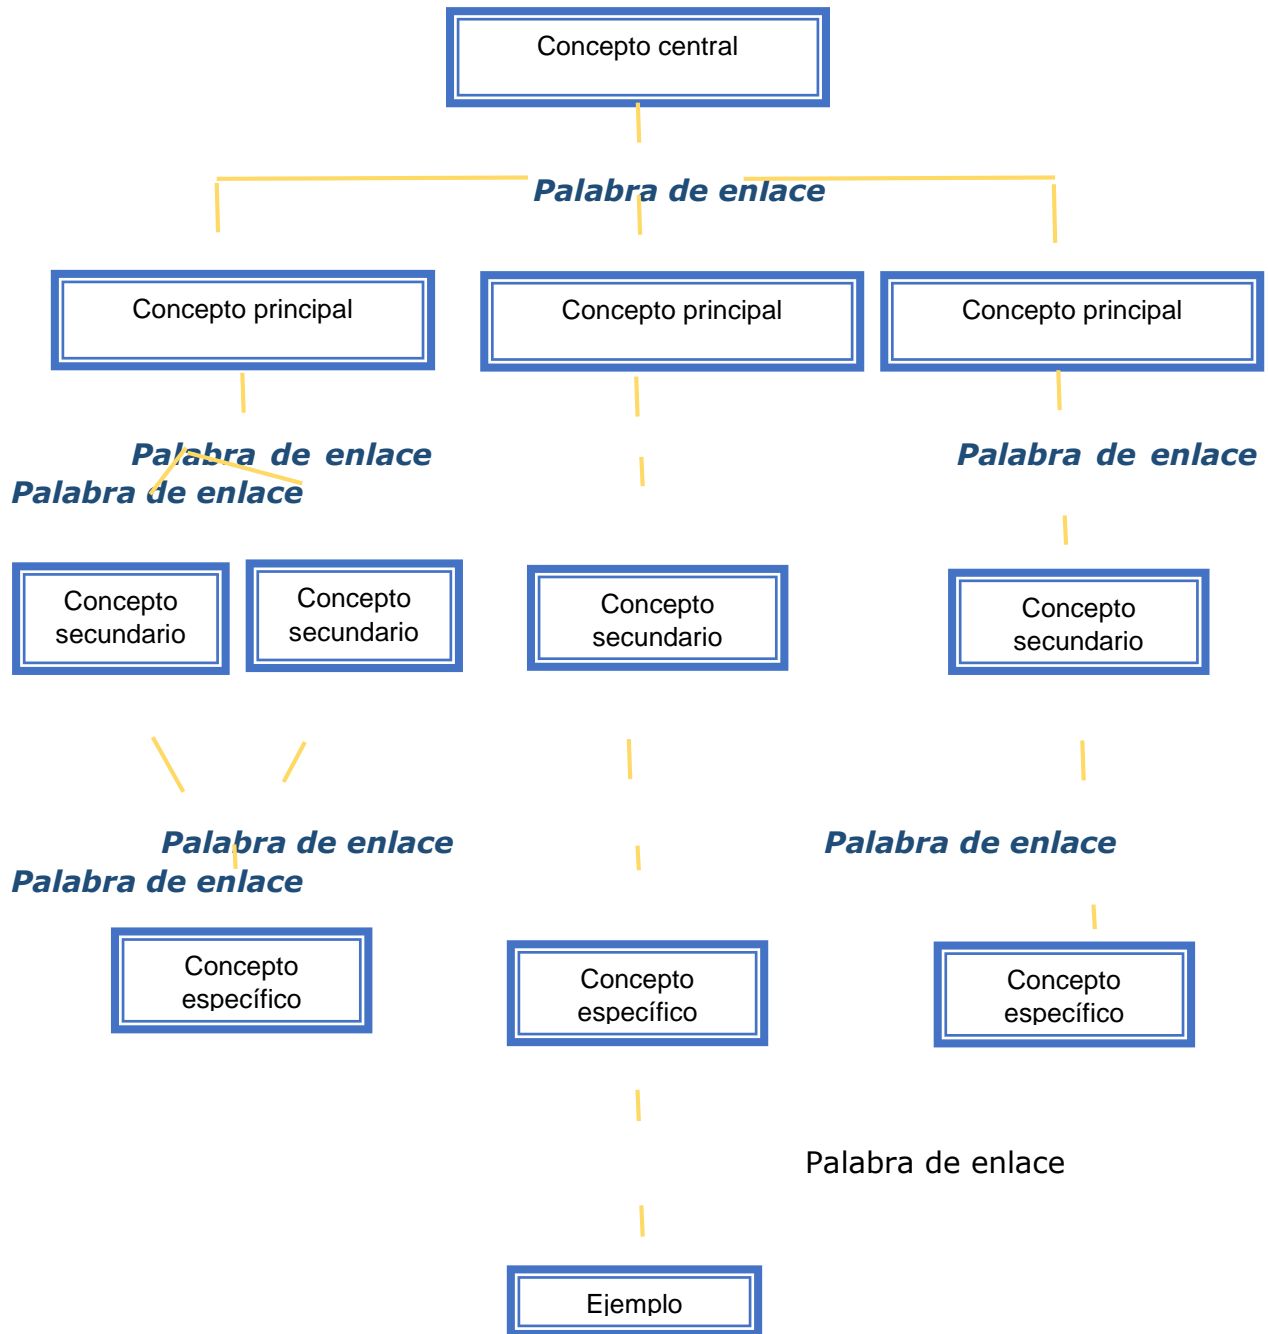 Concepto central
Palabra de enlace
Concepto principal
Concepto principal
Concepto principal
Palabra de enlace
Palabra de enlace
Palabra de enlace
Concepto
secundario
Concepto
secundario
Concepto
secundario
Concepto
secundario
Palabra de enlace
Palabra de enlace
Palabra de enlace
Concepto
específico
Concepto
específico
Concepto
específico
Palabra de enlace
Ejemplo